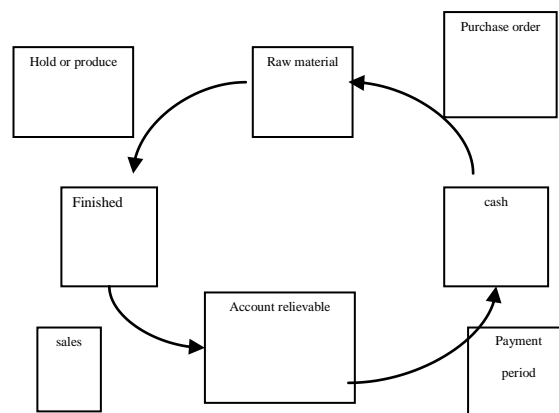 Purchase order
Hold or produce
Raw material
Finished
cash
Account relievable
sales
Payment
period